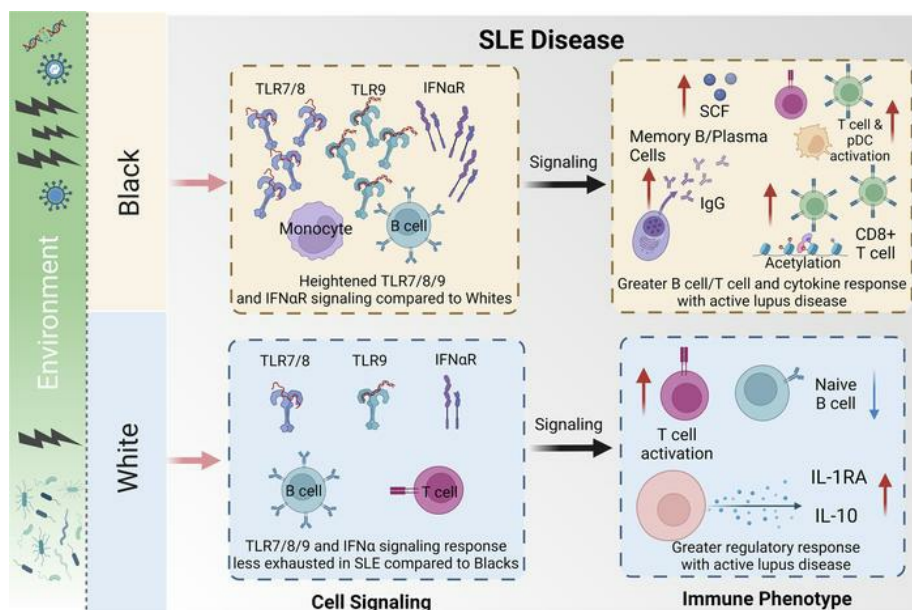 SLE Disease
Environment
Black
TLR7/8
TLR9
IFNαR
Monocyte
B cell
Heightened TLR7/8/9
and IFNαR signaling compared to Whites
Signaling
SCF
Memory B/Plasma
Cells
IgG
T cell &
pDC
activation
CD8+
T cell
Acetylation
Greater B cell/T cell and cytokine response
with active lupus disease
White
TLR7/8
TLR9
IFNαR
B cell
T cell
TLR7/8/9 and IFNα signaling response
less exhausted in SLE compared to Blacks
Signaling
T cell
activation
Naive
B cell
IL-1RA
IL-10
Greater regulatory response
with active lupus disease
Cell Signaling
Immune Phenotype